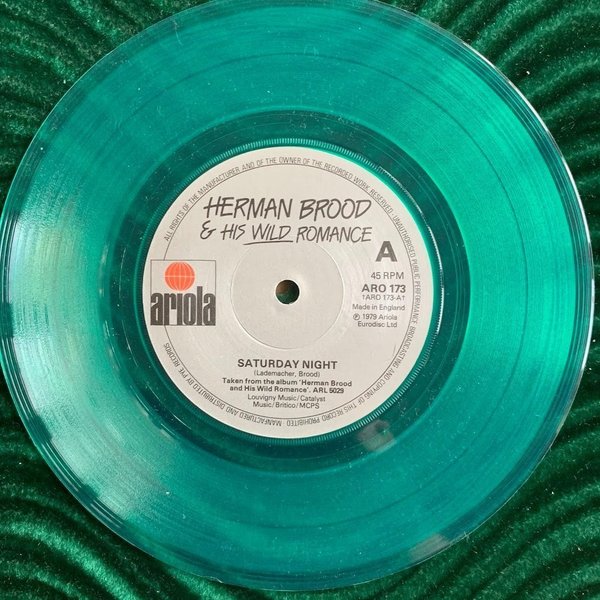 ALL RIGHTS OF THE MANUFACTURER AND OF THE OWNER OF THE RECORDED WORK RESERVED. UNAUTHORISED PUBLIC PERFORMANCE BROADCASTING AND COPYING OF THIS RECORD PROHIBITED · MANFACTURED AND DISTRIBUTED BY PYE RECORDS
HERMAN BROOD
& HIS WILD ROMANCE
A
45 RPM
ARO 173
†ARO 173-A†
Made in England
℗ 1979 Ariola
Eurodisc Ltd
ariola
SATURDAY NIGHT
(Lademacher, Brood)
Taken from the album 'Herman Brood
and His Wild Romance'. ARL 5029
Louvigny Music/Catalyst
Music/Britico/MCPS